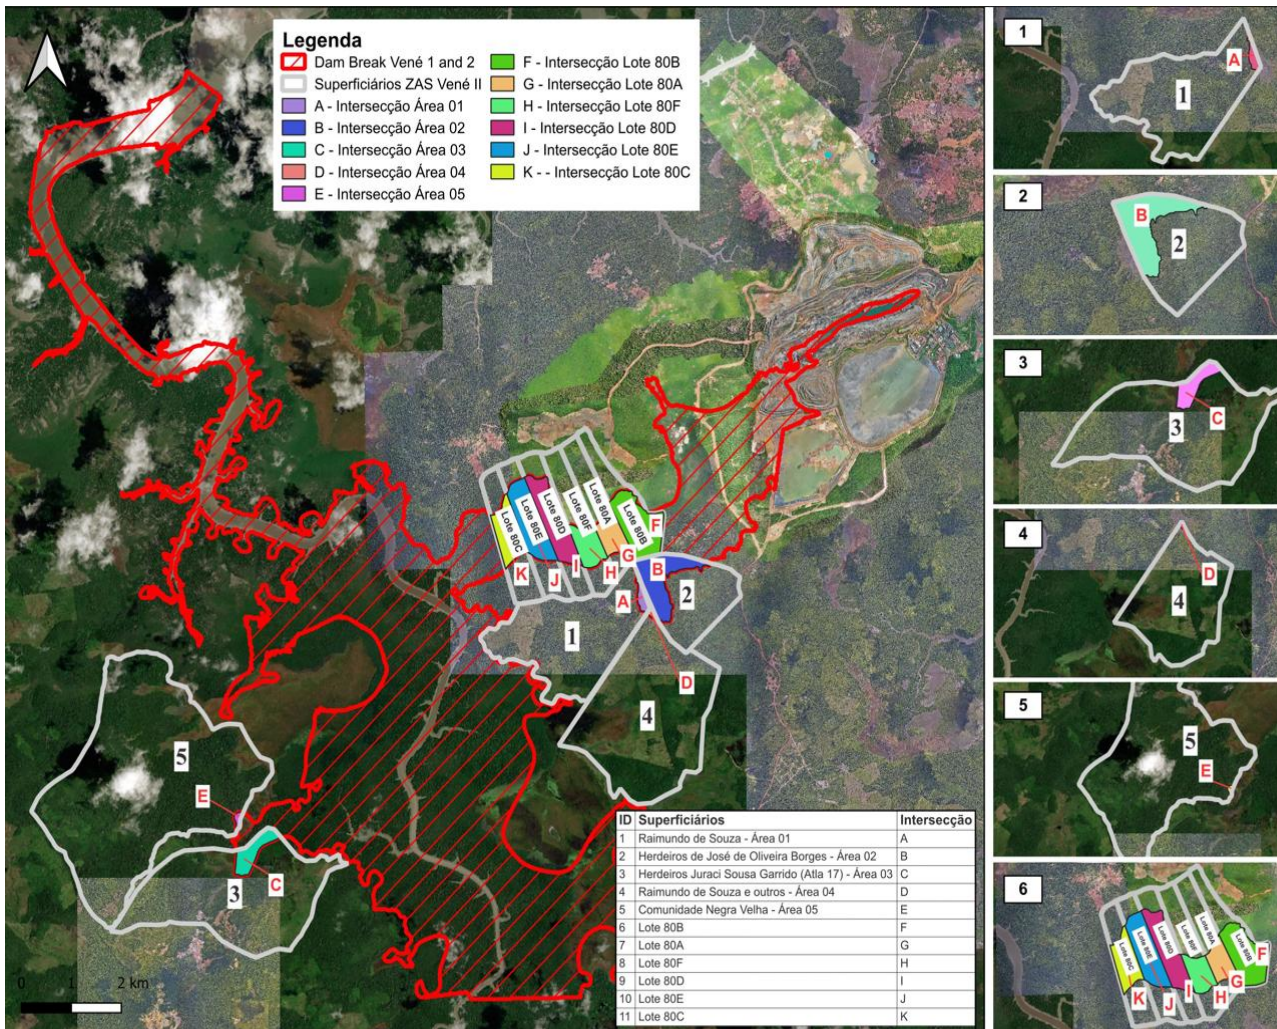 Legenda
Dam Break Vené 1 and 2
Superficiários ZAS Vené II
A - Intersecção Área 01
B - Intersecção Área 02
C - Intersecção Área 03
D - Intersecção Área 04
E - Intersecção Área 05
F - Intersecção Lote 80B
G - Intersecção Lote 80A
H - Intersecção Lote 80F
I - Intersecção Lote 80D
J - Intersecção Lote 80E
K - - Intersecção Lote 80C
Lote 80C
Lote 80E
Lote 80D
Lote 80F
Lote 80A
Lote 80B
F
G
H
I
J
K
B
2
A
1
D
4
5
E
C
3
0 1 2 km
ID Superficiários Intersecção
1 Raimundo de Souza - Área 01 A
2 Herdeiros de José de Oliveira Borges - Área 02 B
3 Herdeiros Juraci Sousa Garrido (Atla 17) - Área 03 C
4 Raimundo de Souza e outros - Área 04 D
5 Comunidade Negra Velha - Área 05 E
6 Lote 80B F
7 Lote 80A G
8 Lote 80F H
9 Lote 80D I
10 Lote 80E J
11 Lote 80C K
1
A
1
2
B
2
3
3
C
4
D
4
5
5
E
6
Lote 80C
Lote 80E
Lote 80D
Lote 80F
Lote 80A
Lote 80B
F
G
H
I
J
K